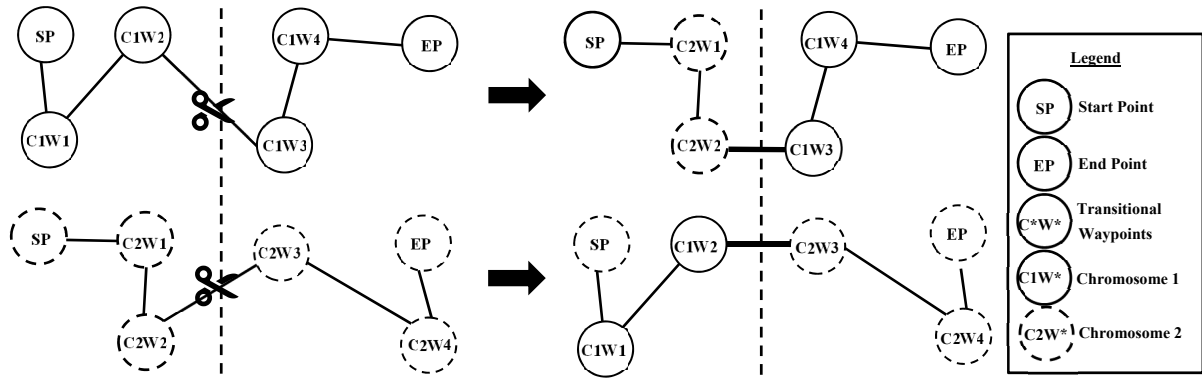 SP
C1W2
C1W4
EP
C1W1
C1W3
SP
C2W1
C1W4
EP
C2W2
C1W3
SP
C2W1
C2W3
EP
C2W2
C2W4
SP
C1W2
C2W3
EP
C1W1
C2W4
Legend
SP Start Point
EP End Point
C*W* Transitional
Waypoints
C1W* Chromosome 1
C2W* Chromosome 2